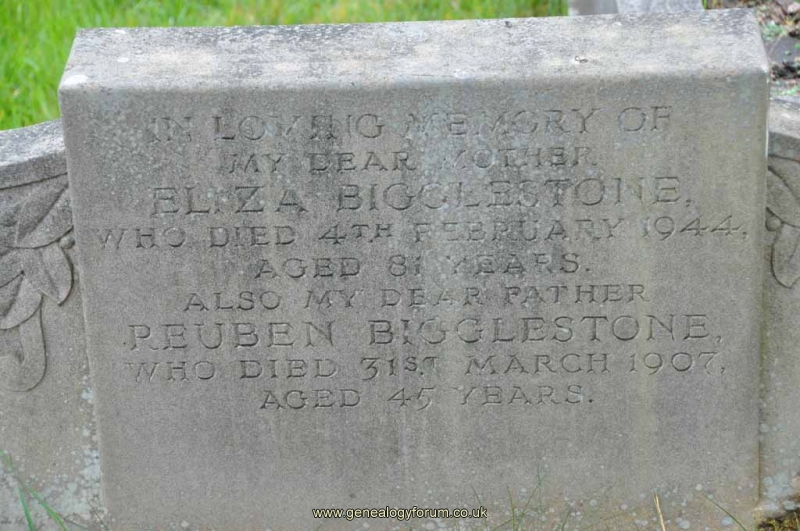 IN LOVING MEMORY OF
MY DEAR MOTHER
ELIZA BIGGLESTONE,
WHO DIED 4TH FEBRUARY 1944,
AGED 81 YEARS.
ALSO MY DEAR FATHER
REUBEN BIGGLESTONE,
WHO DIED 31ST MARCH 1907,
AGED 45 YEARS.
www.genealogyforum.co.uk